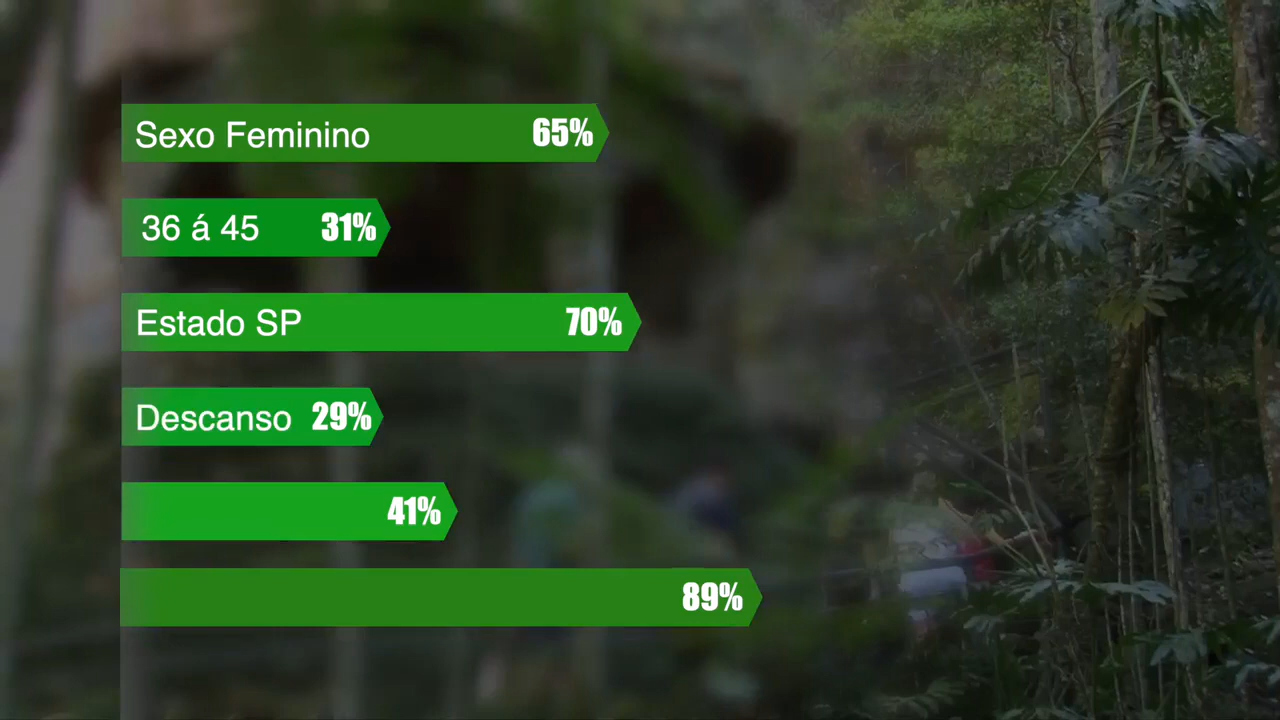 Sexo Feminino 65%
36 á 45 31%
Estado SP 70%
Descanso 29%
41%
89%